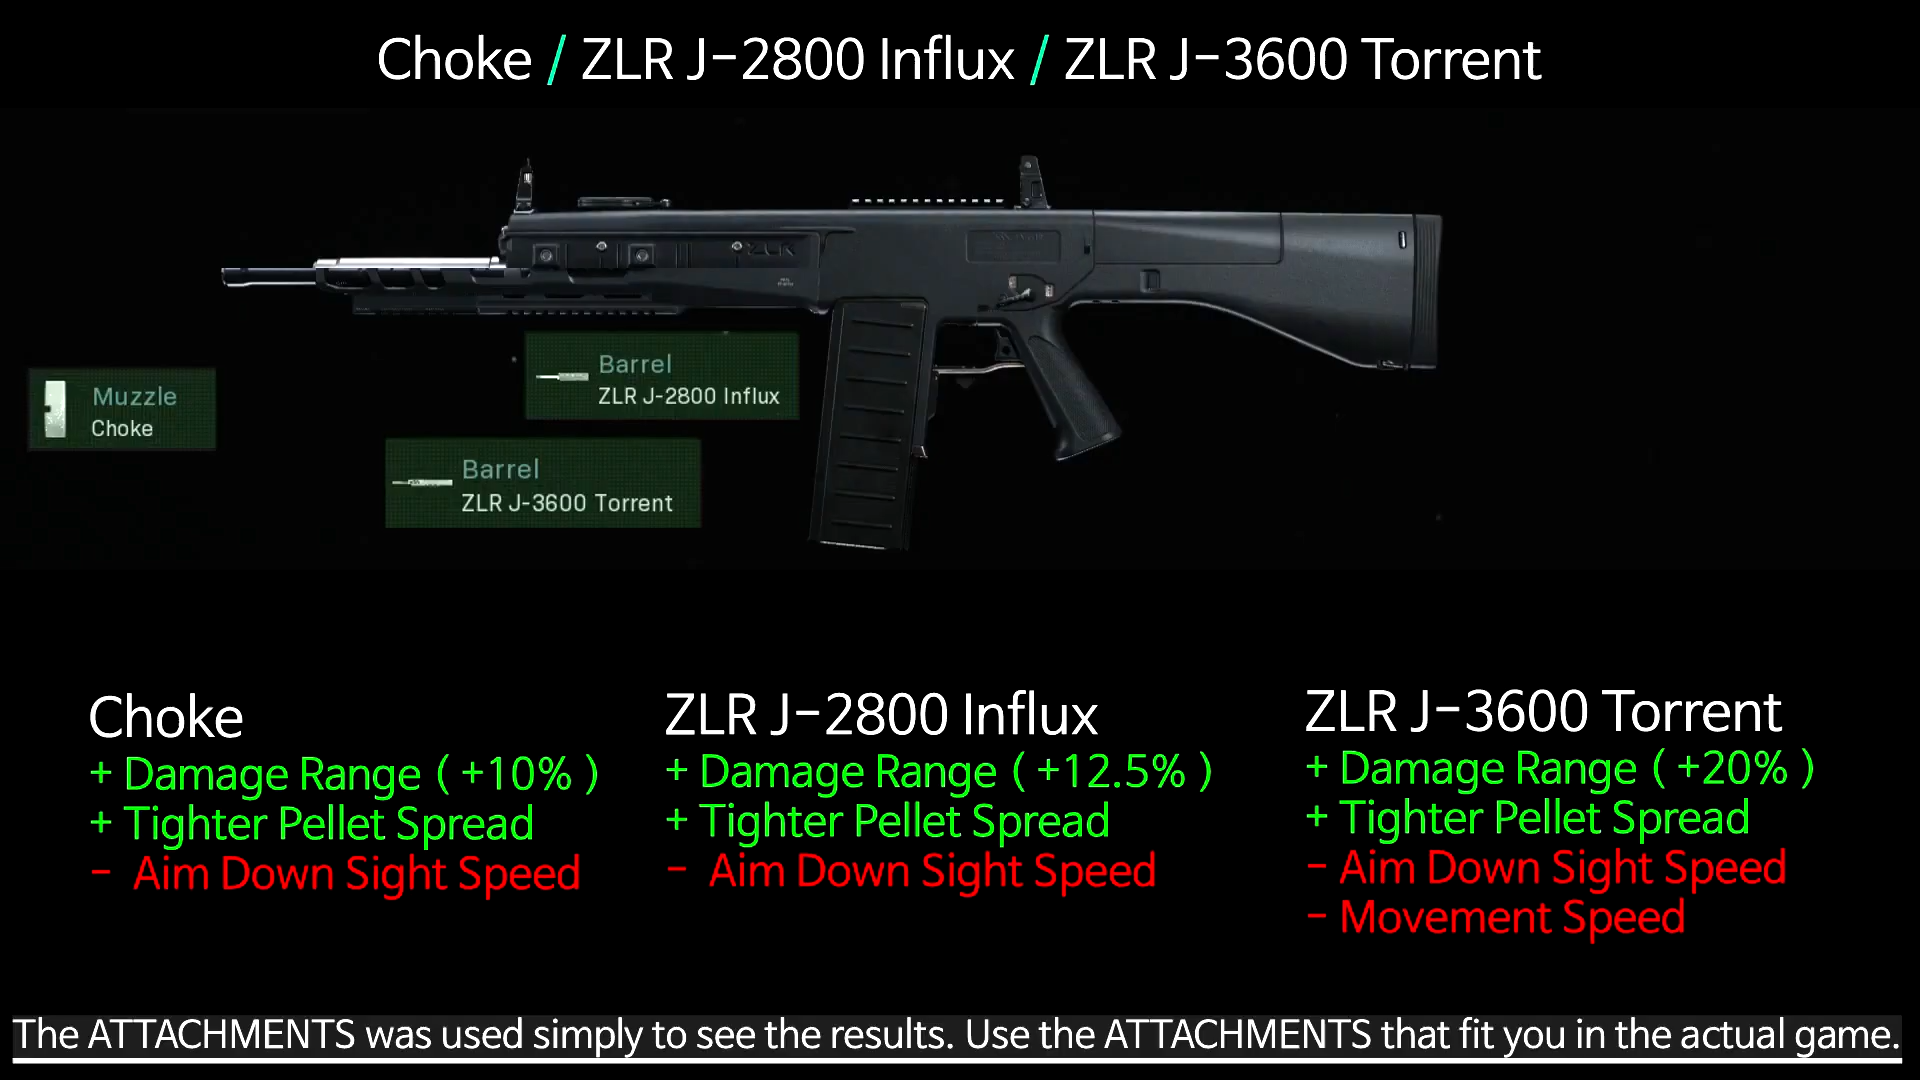 Choke / ZLR J-2800 Influx / ZLR J-3600 Torrent
ZLR
Barrel
ZLR J-2800 Influx
Muzzle
Choke
Barrel
ZLR J-3600 Torrent
Choke
+ Damage Range ( +10% )
+ Tighter Pellet Spread
- Aim Down Sight Speed
ZLR J-2800 Influx
+ Damage Range ( +12.5% )
+ Tighter Pellet Spread
- Aim Down Sight Speed
ZLR J-3600 Torrent
+ Damage Range ( +20% )
+ Tighter Pellet Spread
- Aim Down Sight Speed
- Movement Speed
The ATTACHMENTS was used simply to see the results. Use the ATTACHMENTS that fit you in the actual game.